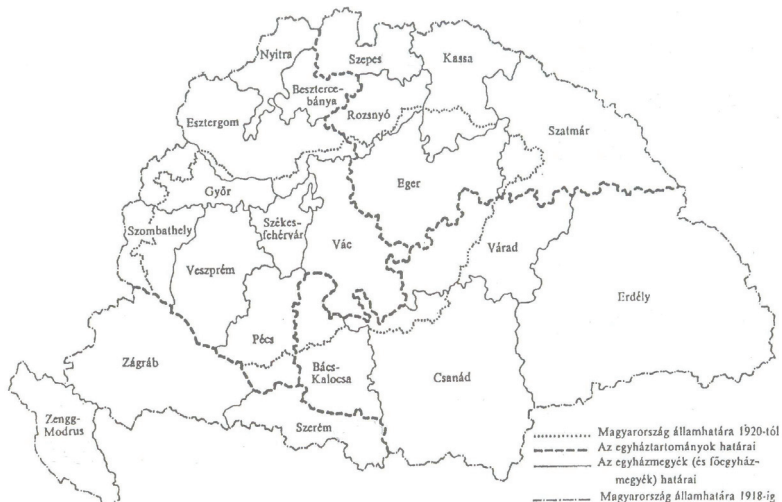 Nyitra
Szepes
Kassa
Besztercе-
bánya
Rozsnyó
Esztergom
Szatmár
Győr
Eger
Szombathely
Székes-
fehérvár
Vác
Várad
Veszprém
Erdély
Pécs
Zágráb
Bács-
Kalocsa
Csanád
Zengg-
Modrus
Szerém
Magyarország államhatára 1920-tól
Az egyháztartományok határai
Az egyházmegyék (és főegyház-
megyék) határai
Magyarország államhatára 1918-ig